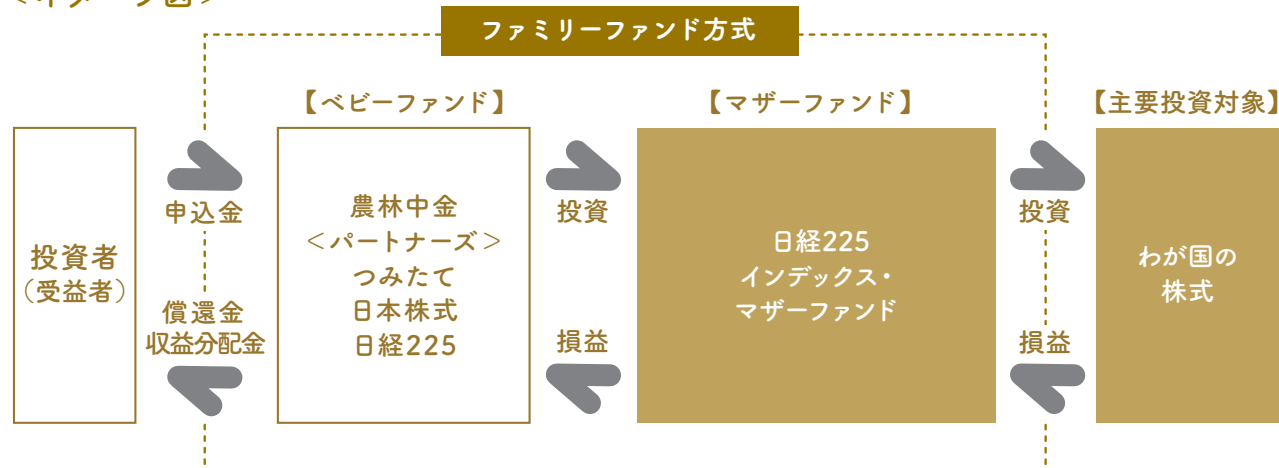 ＜イメージ図＞
ファミリーファンド方式
【ベビーファンド】
【マザーファンド】
【主要投資対象】
投資者
（受益者）
申込金
償還金
収益分配金
農林中金
＜パートナーズ＞
つみたて
日本株式
日経225
投資
損益
日経225
インデックス・
マザーファンド
投資
損益
わが国の
株式